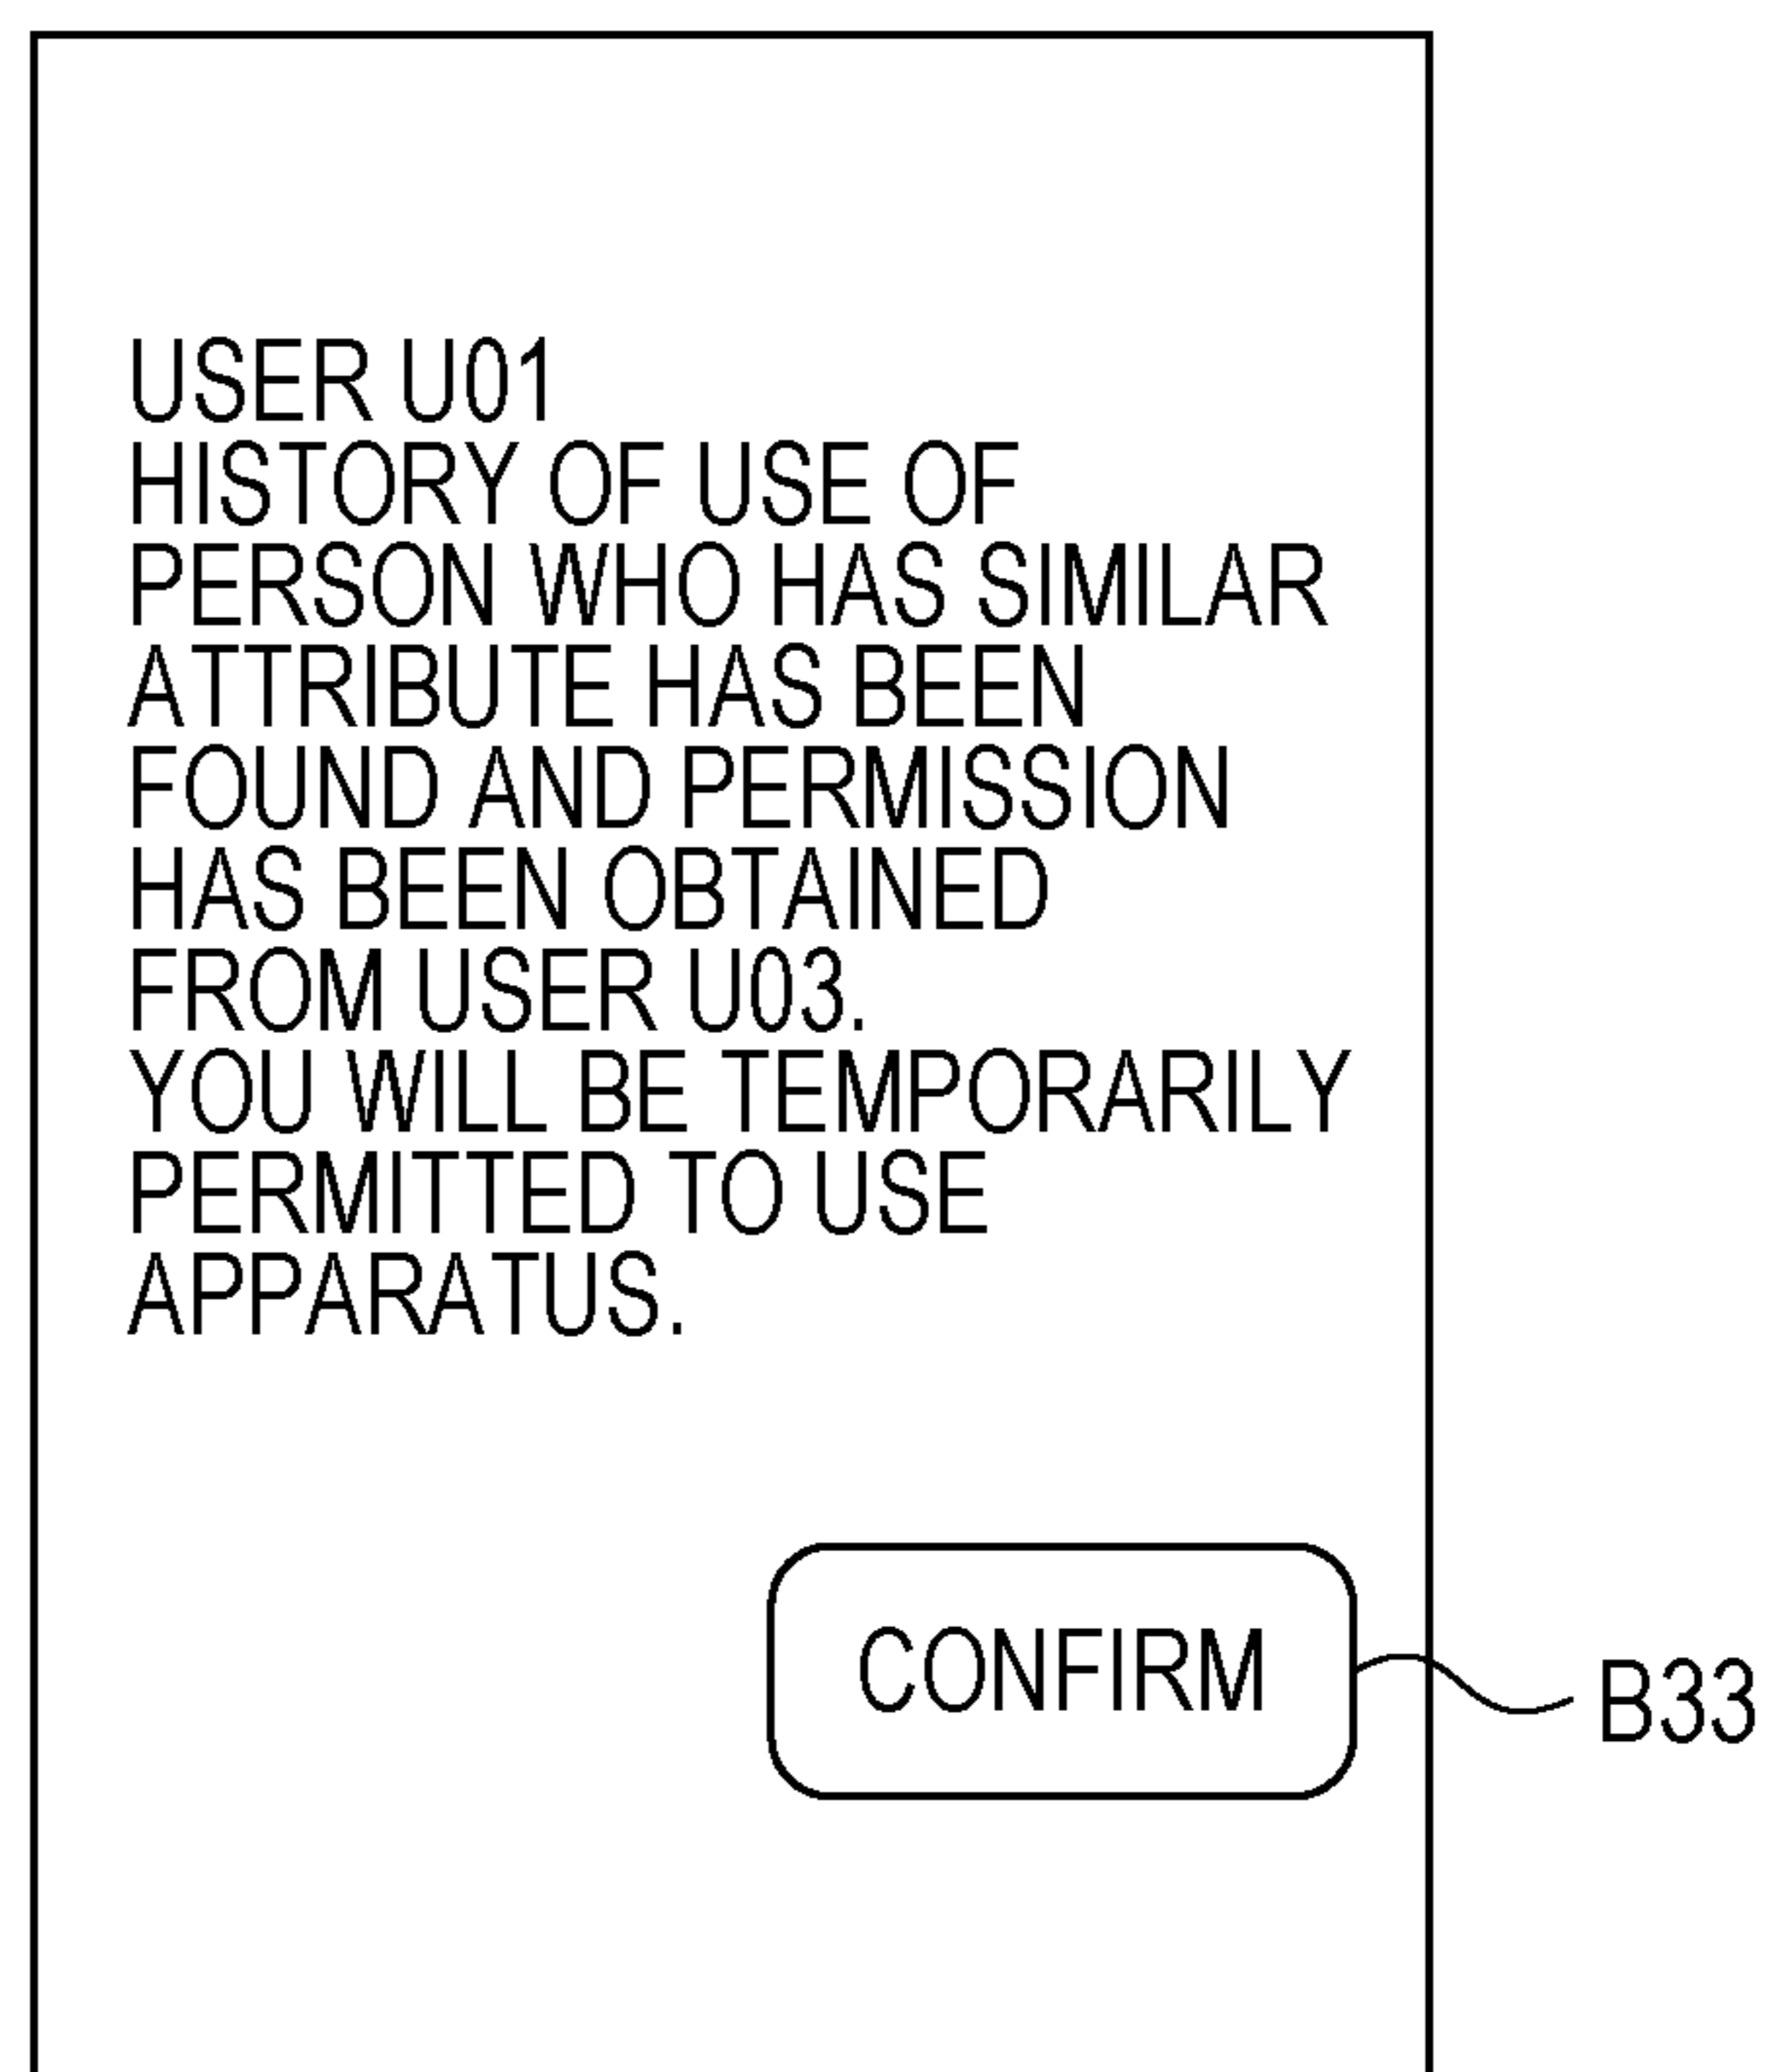 USER U01
HISTORY OF USE OF
PERSON WHO HAS SIMILAR
ATTRIBUTE HAS BEEN
FOUND AND PERMISSION
HAS BEEN OBTAINED
FROM USER U03.
YOU WILL BE TEMPORARILY
PERMITTED TO USE
APPARATUS.
CONFIRM
B33